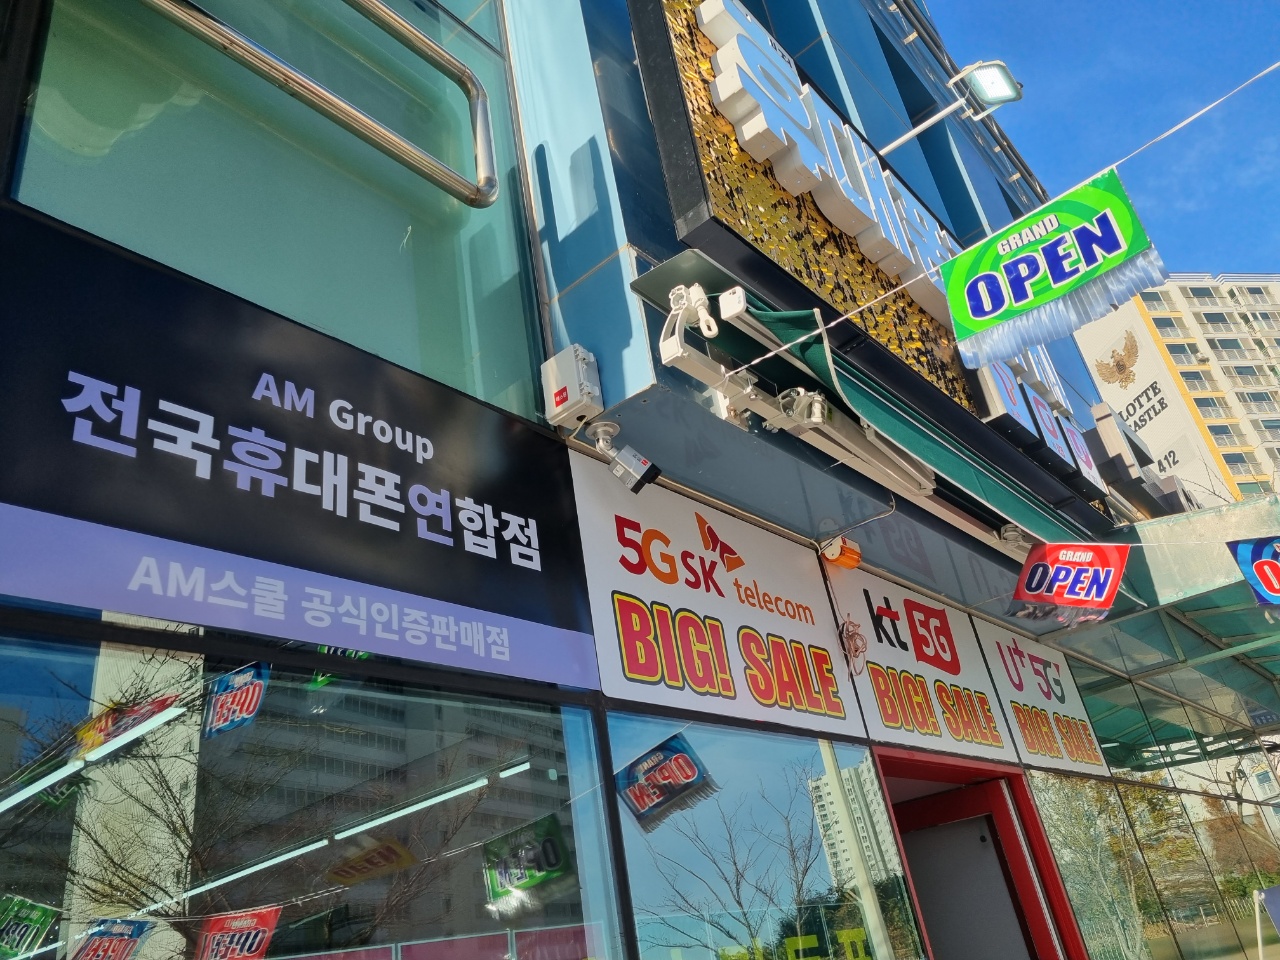 AM Group
전국휴대폰연합점
AM스쿨 공식인증판매점
5G SK telecom
BIG! SALE
kt 5G
BIG! SALE
U+5G
BIG! SALE
GRAND
OPEN
GRAND
OPEN
LOTTE
CASTLE
412